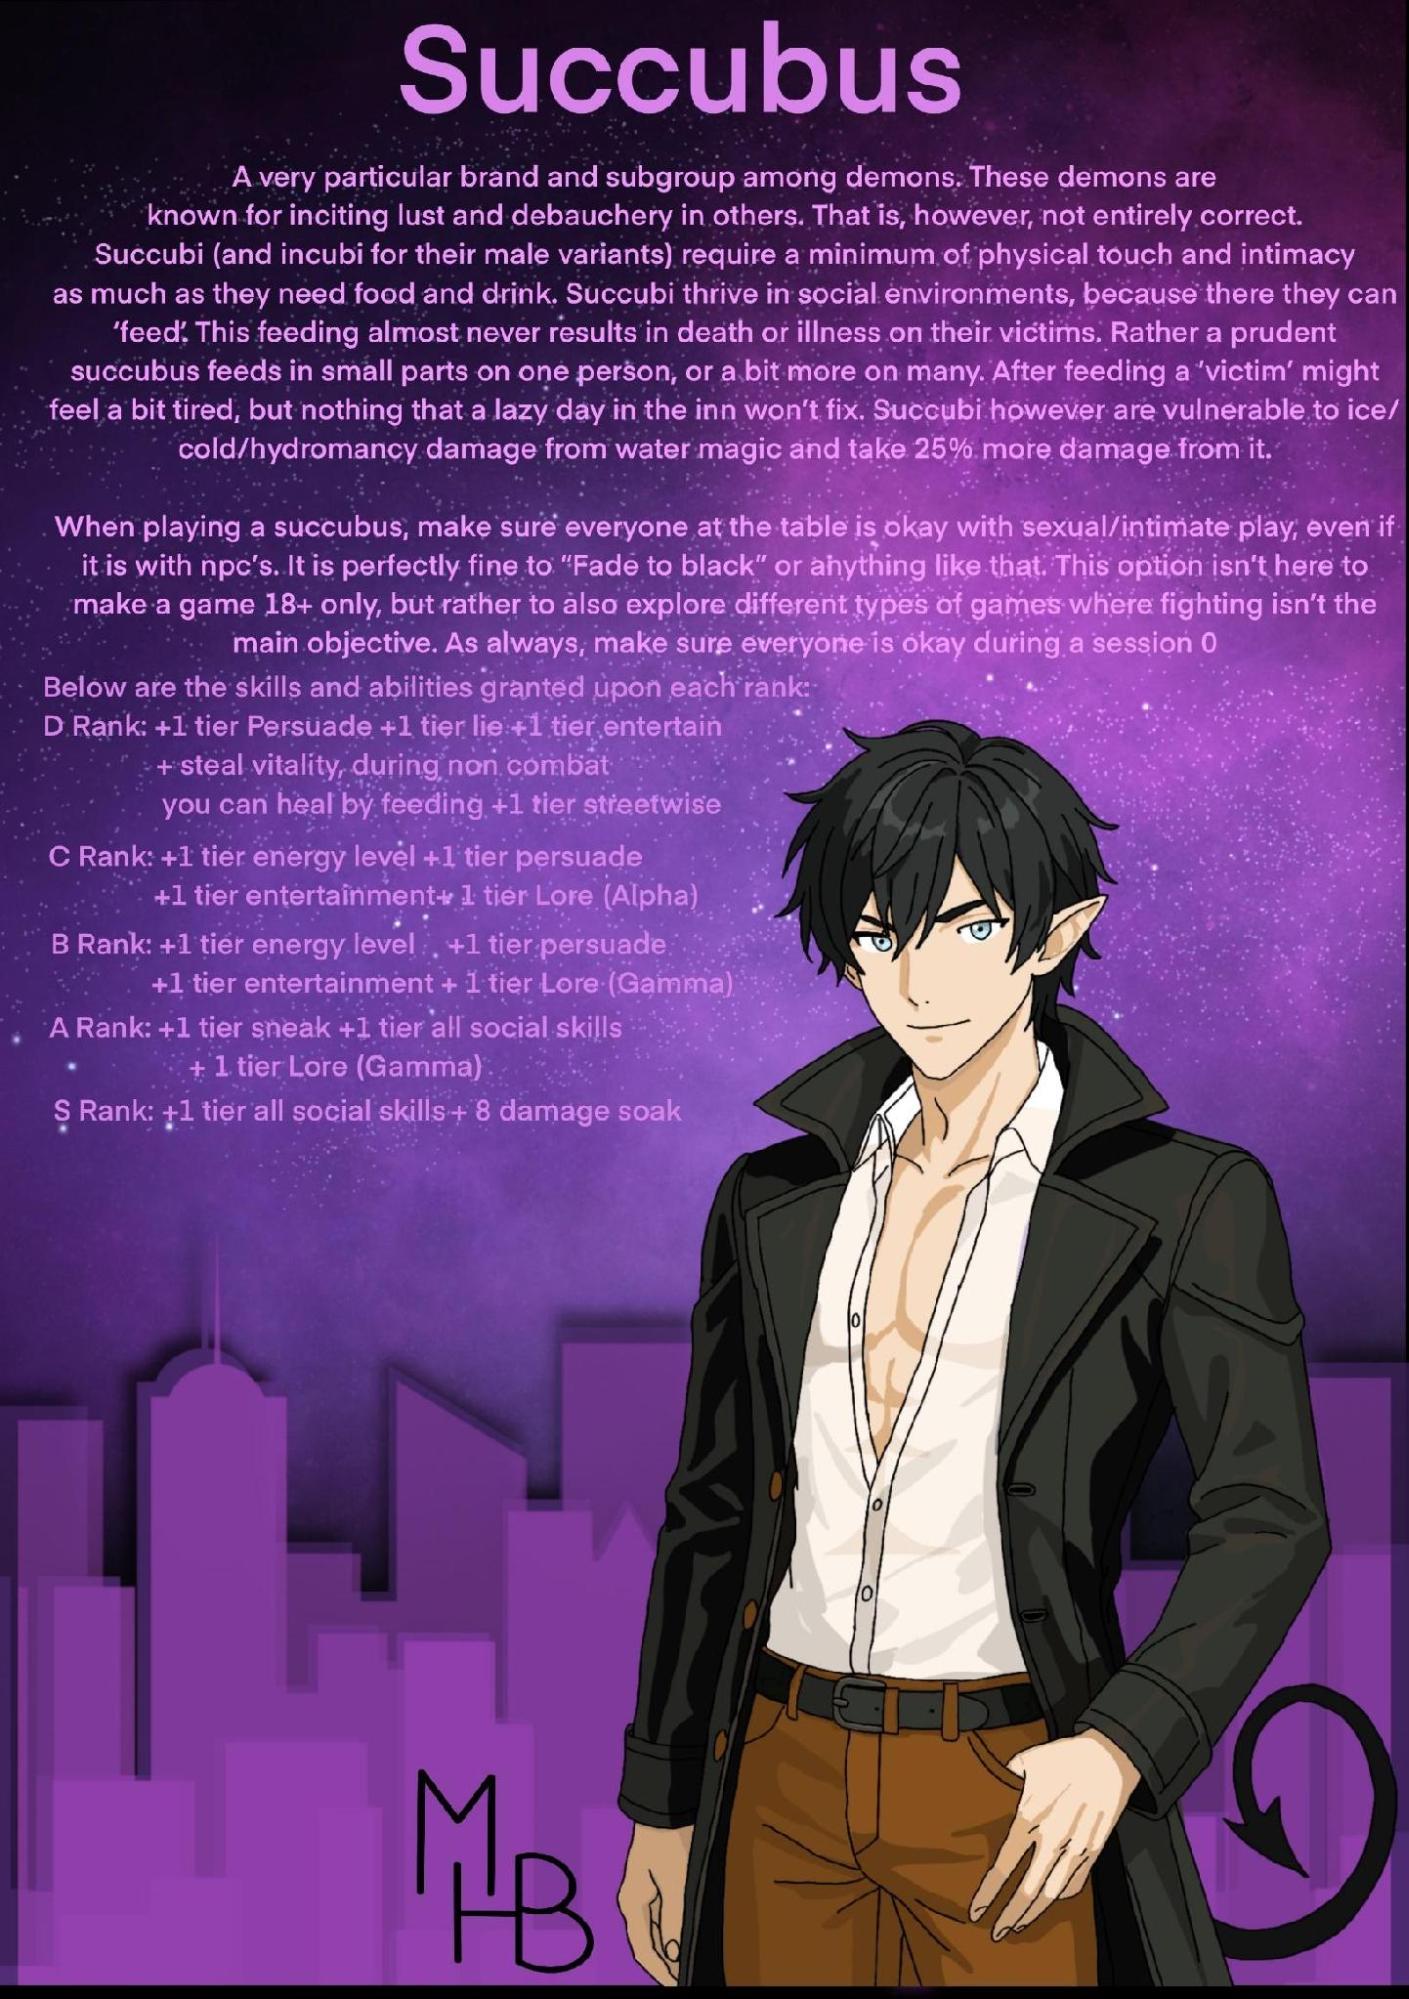 Succubus
A very particular brand and subgroup among demons. These demons are
known for inciting lust and debauchery in others. That is, however, not entirely correct.
Succubi (and incubi for their male variants) require a minimum of physical touch and intimacy
as much as they need food and drink. Succubi thrive in social environments, because there they can
‘feed’. This feeding almost never results in death or illness on their victims. Rather a prudent
succubus feeds in small parts on one person, or a bit more on many. After feeding a ‘victim’ might
feel a bit tired, but nothing that a lazy day in the inn won’t fix. Succubi however are vulnerable to ice/
cold/hydromancy damage from water magic and take 25% more damage from it.
When playing a succubus, make sure everyone at the table is okay with sexual/intimate play, even if
it is with npc’s. It is perfectly fine to “Fade to black” or anything like that. This option isn’t here to
make a game 18+ only, but rather to also explore different types of games where fighting isn’t the
main objective. As always, make sure everyone is okay during a session 0
Below are the skills and abilities granted upon each rank:
D Rank: +1 tier Persuade +1 tier lie +1 tier entertain
+ steal vitality, during non combat
you can heal by feeding +1 tier streetwise
C Rank: +1 tier energy level +1 tier persuade
+1 tier entertainment+ 1 tier Lore (Alpha)
B Rank: +1 tier energy level +1 tier persuade
+1 tier entertainment + 1 tier Lore (Gamma)
A Rank: +1 tier sneak +1 tier all social skills
+ 1 tier Lore (Gamma)
S Rank: +1 tier all social skills + 8 damage soak
MHB